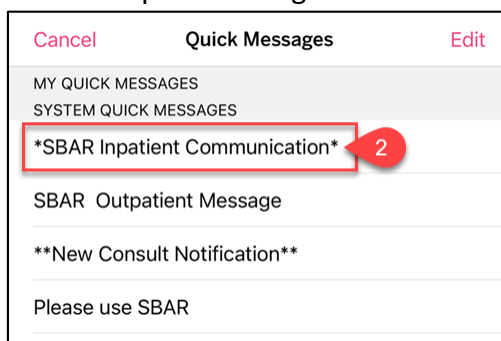 Cancel Quick Messages Edit
MY QUICK MESSAGES
SYSTEM QUICK MESSAGES
*SBAR Inpatient Communication* 2
SBAR Outpatient Message
**New Consult Notification**
Please use SBAR